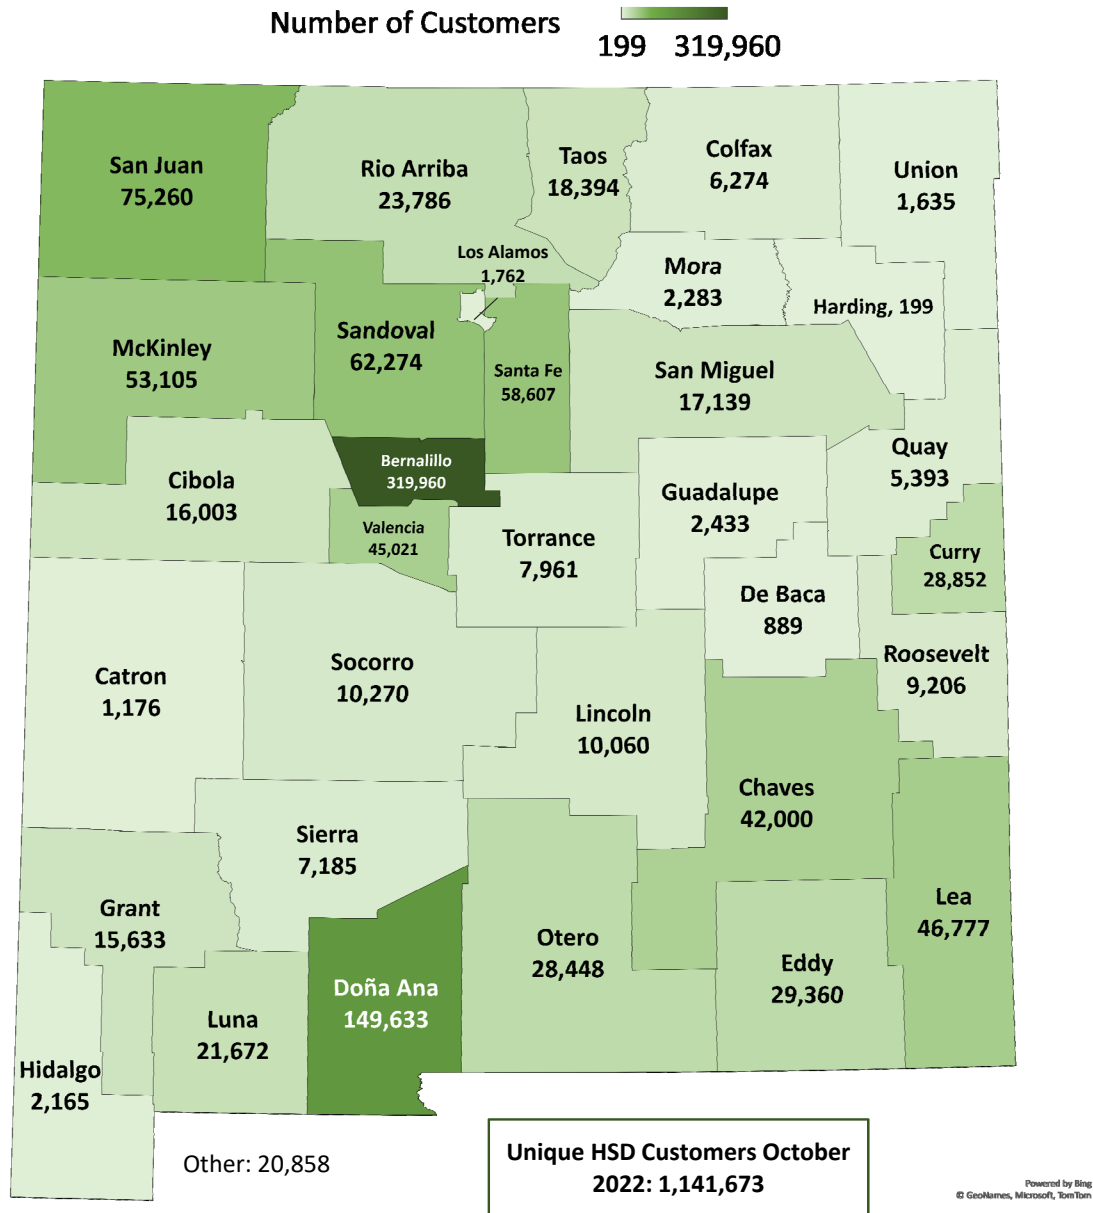 Number of Customers
199 319,960
San Juan
75,260
Rio Arriba
23,786
Taos
18,394
Colfax
6,274
Union
1,635
Los Alamos
1,762
Mora
2,283
Harding, 199
McKinley
53,105
Sandoval
62,274
Santa Fe
58,607
San Miguel
17,139
Quay
5,393
Cibola
16,003
Bernalillo
319,960
Valencia
45,021
Torrance
7,961
Guadalupe
2,433
Curry
28,852
De Baca
889
Roosevelt
9,206
Catron
1,176
Socorro
10,270
Lincoln
10,060
Chaves
42,000
Sierra
7,185
Grant
15,633
Lea
46,777
Otero
28,448
Eddy
29,360
Doña Ana
149,633
Luna
21,672
Hidalgo
2,165
Other: 20,858
Unique HSD Customers October
2022: 1,141,673
Powered by Bing
© GeoNames, Microsoft, TomTom